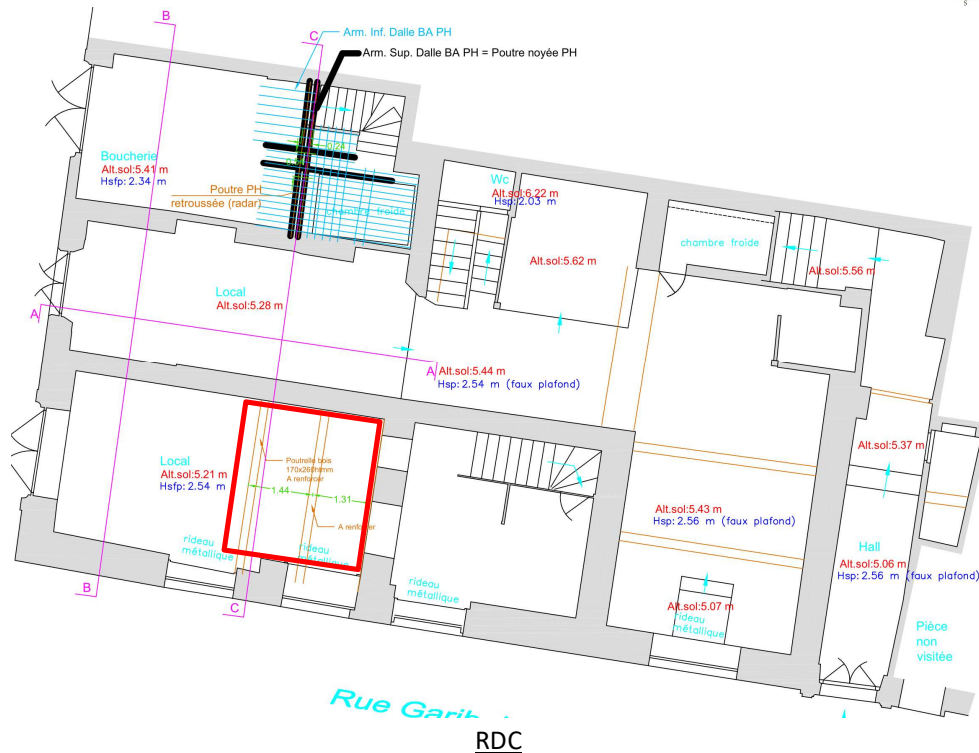 s
B
C
Arm. Inf. Dalle BA PH
Arm. Sup. Dalle BA PH = Poutre noyée PH
Boucherie
Alt.sol:5.41 m
Hsfp: 2.34 m
0.24
Poutre PH
retroussée (radar)
chambre froide
Wc
Alt.sol:6.22 m
Hsp: 2.03 m
Alt.sol:5.62 m
chambre froide
Alt.sol:5.56 m
Local
Alt.sol:5.28 m
A
A
Alt.sol:5.44 m
Hsp: 2.54 m (faux plafond)
Local
Alt.sol:5.21 m
Hsfp: 2.54 m
Poutrelle bois
170x260htmm
A renforcer
1.44
1.31
A renforcer
rideau
métallique
rideau
métallique
rideau
métallique
Alt.sol:5.43 m
Hsp: 2.56 m (faux plafond)
Alt.sol:5.37 m
Hall
Alt.sol:5.06 m
Hsp: 2.56 m (faux plafond)
Alt.sol:5.07 m
rideau
métallique
Pièce
non
visitée
B
C
Rue
RDC